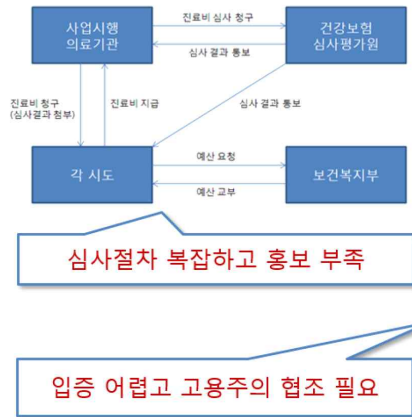 사업시행
의료기관
진료비 심사 청구
심사 결과 통보
건강보험
심사평가원
진료비 청구
(심사결과 첨부)
진료비 지급
심사 결과 통보
각 시도
예산 요청
예산 교부
보건복지부
심사절차 복잡하고 홍보 부족
입증 어렵고 고용주의 협조 필요